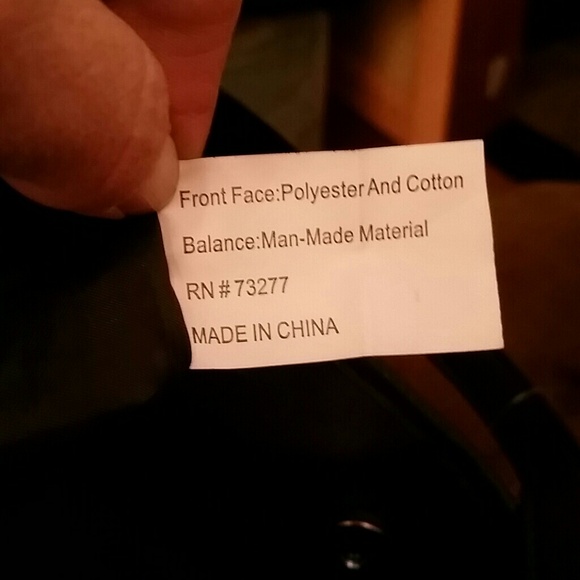 Front Face:Polyester And Cotton
Balance:Man-Made Material
RN # 73277
MADE IN CHINA